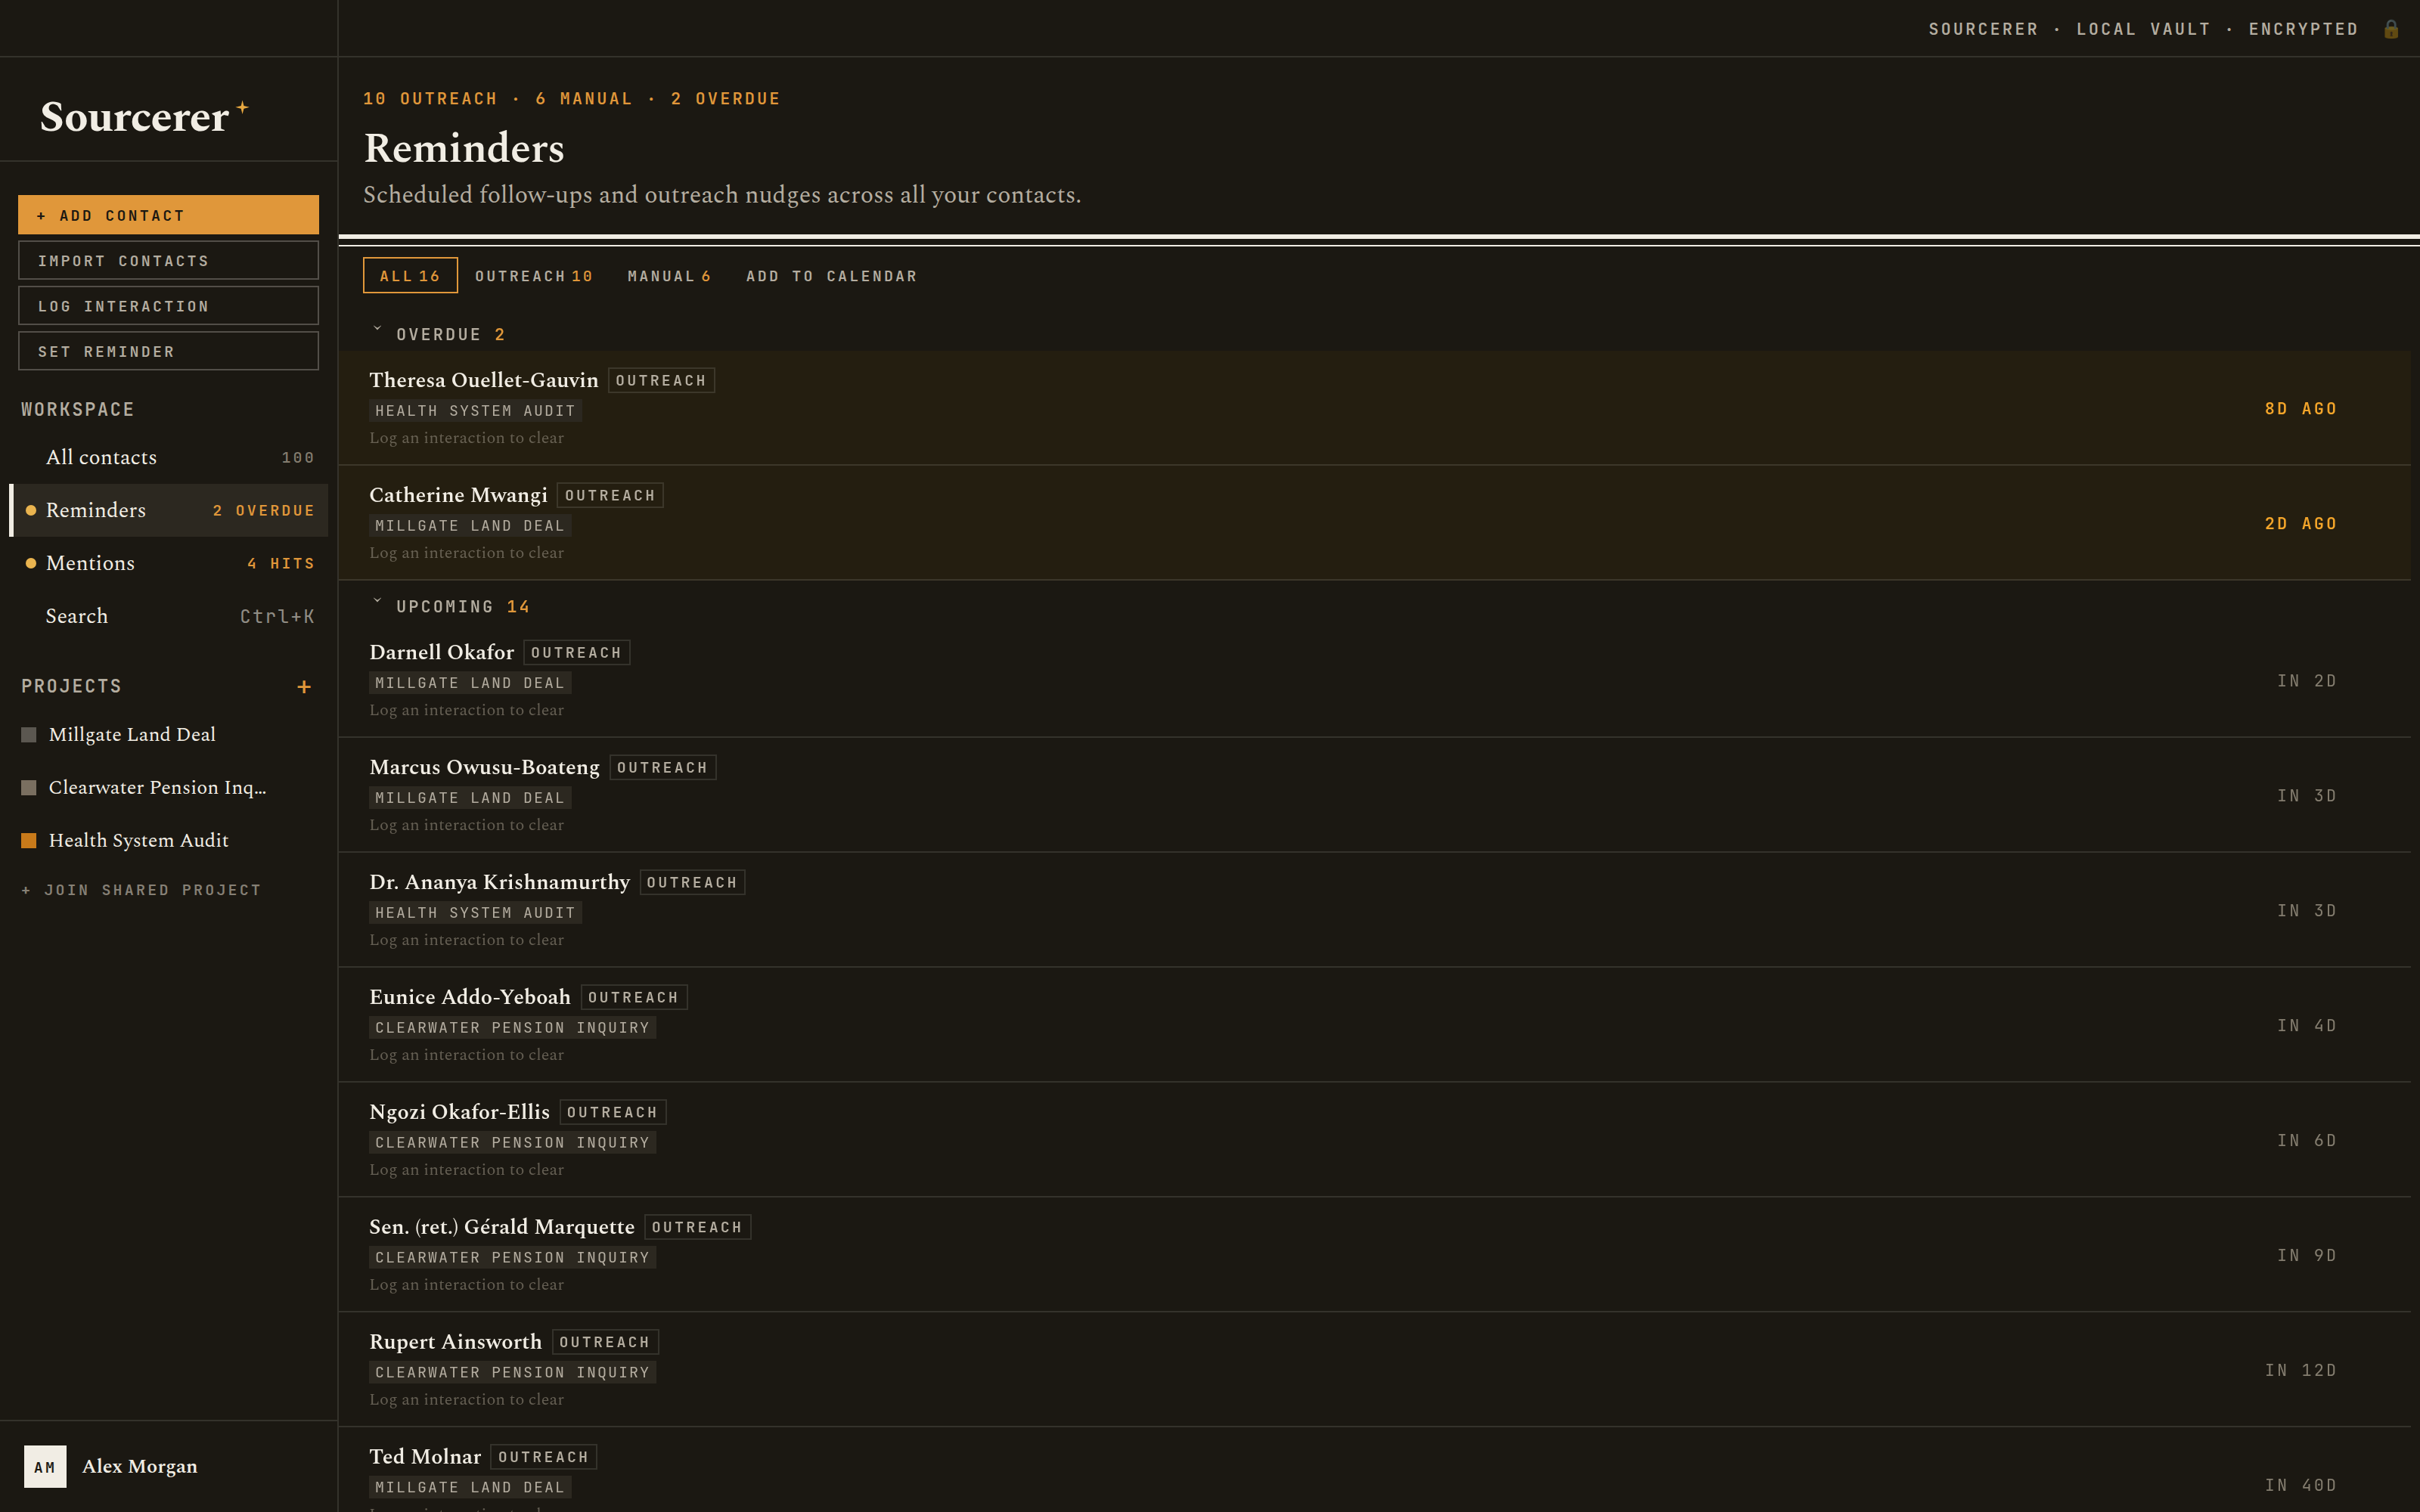 SOURCERER · LOCAL VAULT · ENCRYPTED
Sourcerer
+ ADD CONTACT
IMPORT CONTACTS
LOG INTERACTION
SET REMINDER
WORKSPACE
All contacts 100
Reminders 2 OVERDUE
Mentions 4 HITS
Search Ctrl+K
PROJECTS +
Millgate Land Deal
Clearwater Pension Inq…
Health System Audit
+ JOIN SHARED PROJECT
AM Alex Morgan
10 OUTREACH · 6 MANUAL · 2 OVERDUE
Reminders
Scheduled follow-ups and outreach nudges across all your contacts.
ALL 16 OUTREACH 10 MANUAL 6 ADD TO CALENDAR
OVERDUE 2
Theresa Ouellet-Gauvin OUTREACH
HEALTH SYSTEM AUDIT
Log an interaction to clear
8D AGO
Catherine Mwangi OUTREACH
MILLGATE LAND DEAL
Log an interaction to clear
2D AGO
UPCOMING 14
Darnell Okafor OUTREACH
MILLGATE LAND DEAL
Log an interaction to clear
IN 2D
Marcus Owusu-Boateng OUTREACH
MILLGATE LAND DEAL
Log an interaction to clear
IN 3D
Dr. Ananya Krishnamurthy OUTREACH
HEALTH SYSTEM AUDIT
Log an interaction to clear
IN 3D
Eunice Addo-Yeboah OUTREACH
CLEARWATER PENSION INQUIRY
Log an interaction to clear
IN 4D
Ngozi Okafor-Ellis OUTREACH
CLEARWATER PENSION INQUIRY
Log an interaction to clear
IN 6D
Sen. (ret.) Gérald Marquette OUTREACH
CLEARWATER PENSION INQUIRY
Log an interaction to clear
IN 9D
Rupert Ainsworth OUTREACH
CLEARWATER PENSION INQUIRY
Log an interaction to clear
IN 12D
Ted Molnar OUTREACH
MILLGATE LAND DEAL
IN 40D